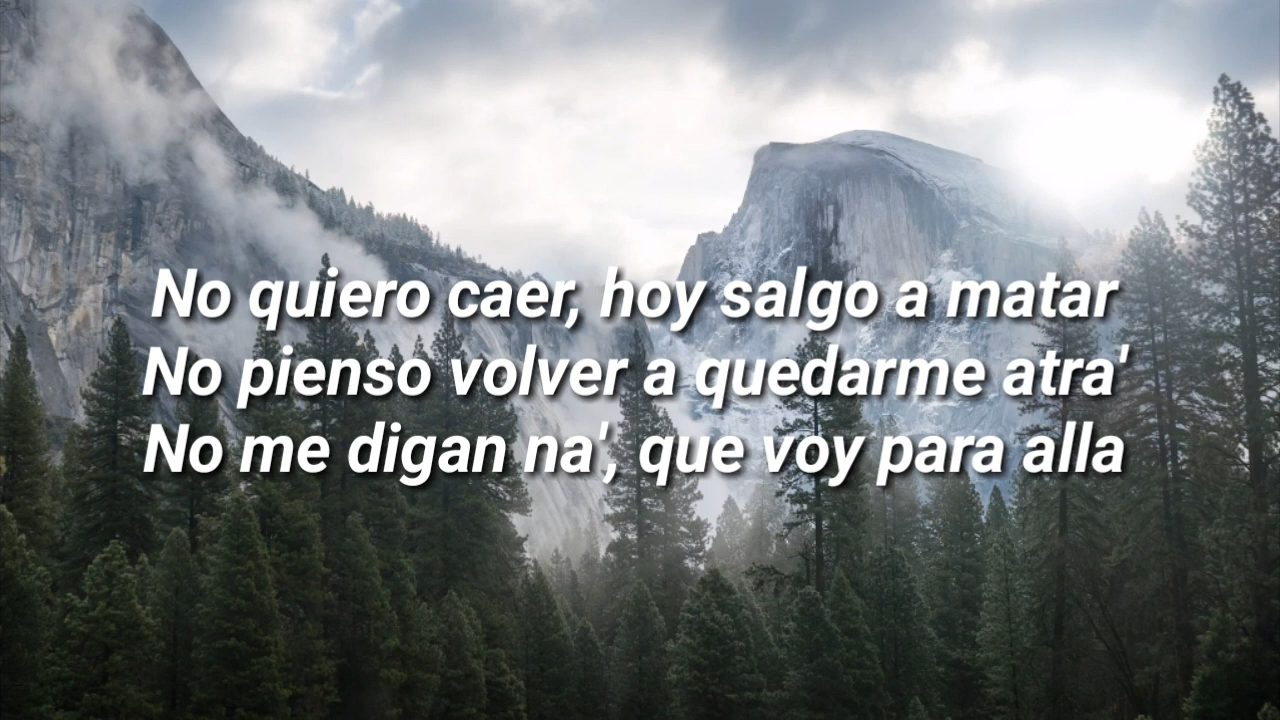 No quiero caer, hoy salgo a matar
No pienso volver a quedarme atra'
No me digan na', que voy para alla